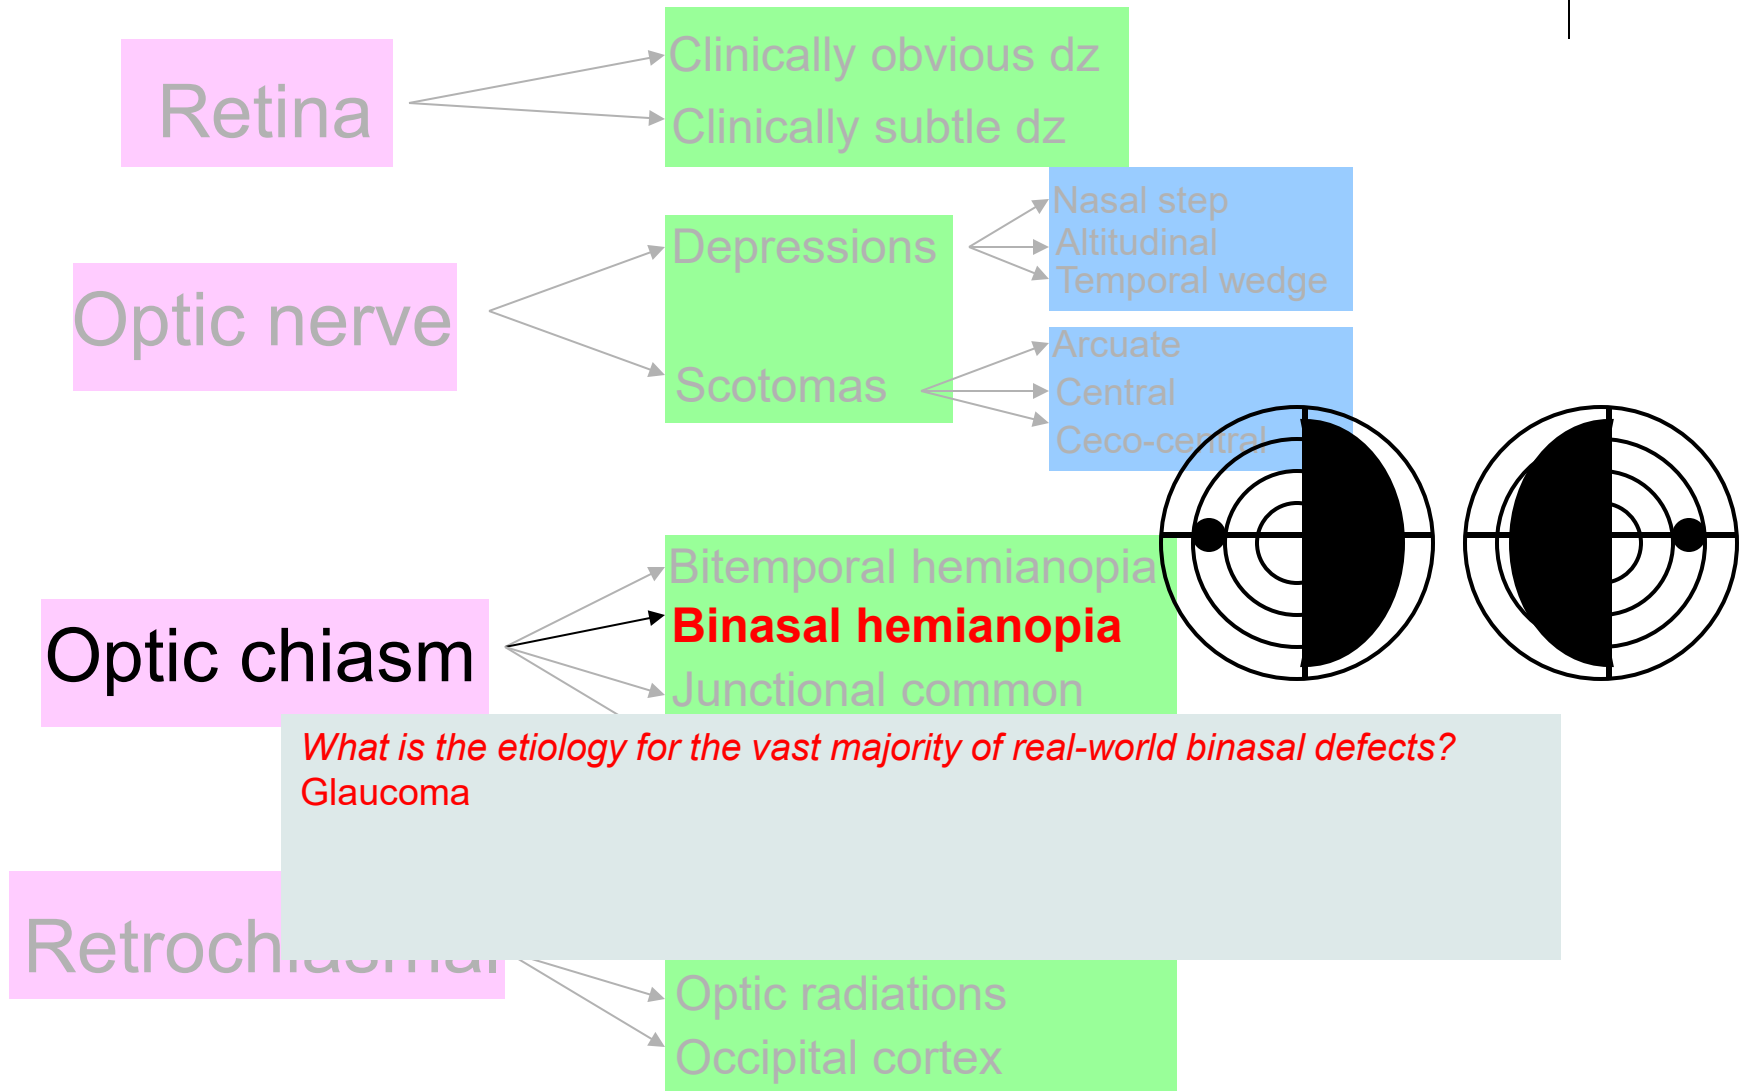 Retina
Clinically obvious dz
Clinically subtle dz
Optic nerve
Depressions
Nasal step
Altitudinal
Temporal wedge
Scotomas
Arcuate
Central
Ceco-central
Optic chiasm
Bitemporal hemianopia
Binasal hemianopia
Junctional common
What is the etiology for the vast majority of real-world binasal defects?
Glaucoma
Retrochiasmal
Optic radiations
Occipital cortex